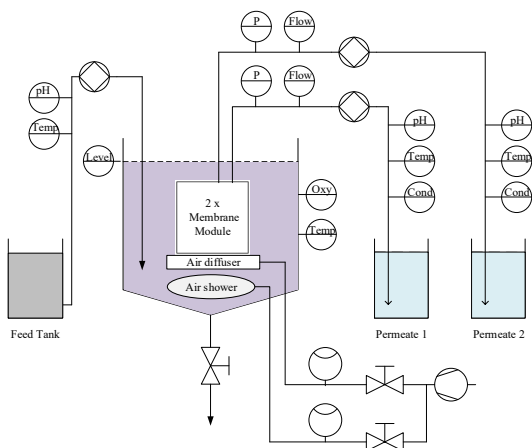 P
Flow
P
Flow
pH
Temp
Level
pH
Temp
Cond
pH
Temp
Cond
Oxy
Temp
2 x
Membrane
Module
Air diffuser
Air shower
Feed Tank
Permeate 1
Permeate 2